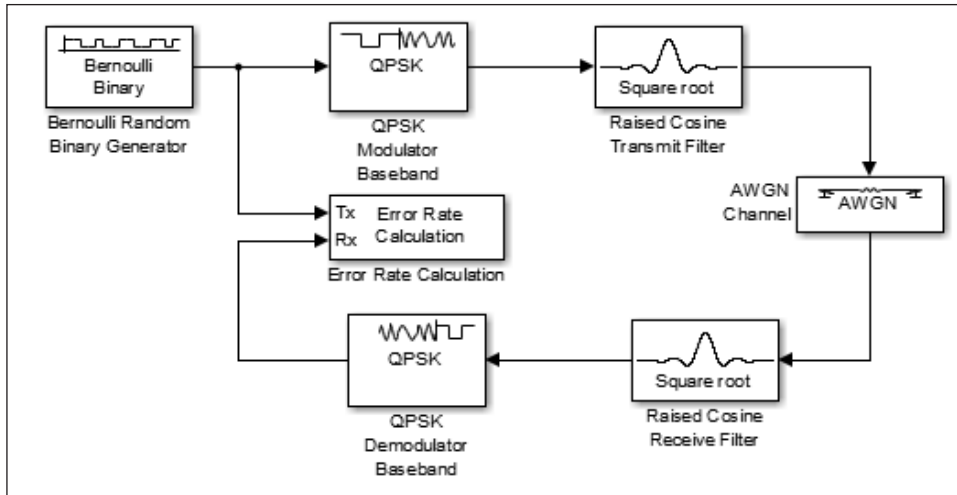 Bernoulli
Binary
Bernoulli Random
Binary Generator
QPSK
QPSK
Modulator
Baseband
Square root
Raised Cosine
Transmit Filter
AWGN
Channel
AWGN
Tx
Rx
Error Rate
Calculation
Error Rate Calculation
QPSK
QPSK
Demodulator
Baseband
Square root
Raised Cosine
Receive Filter